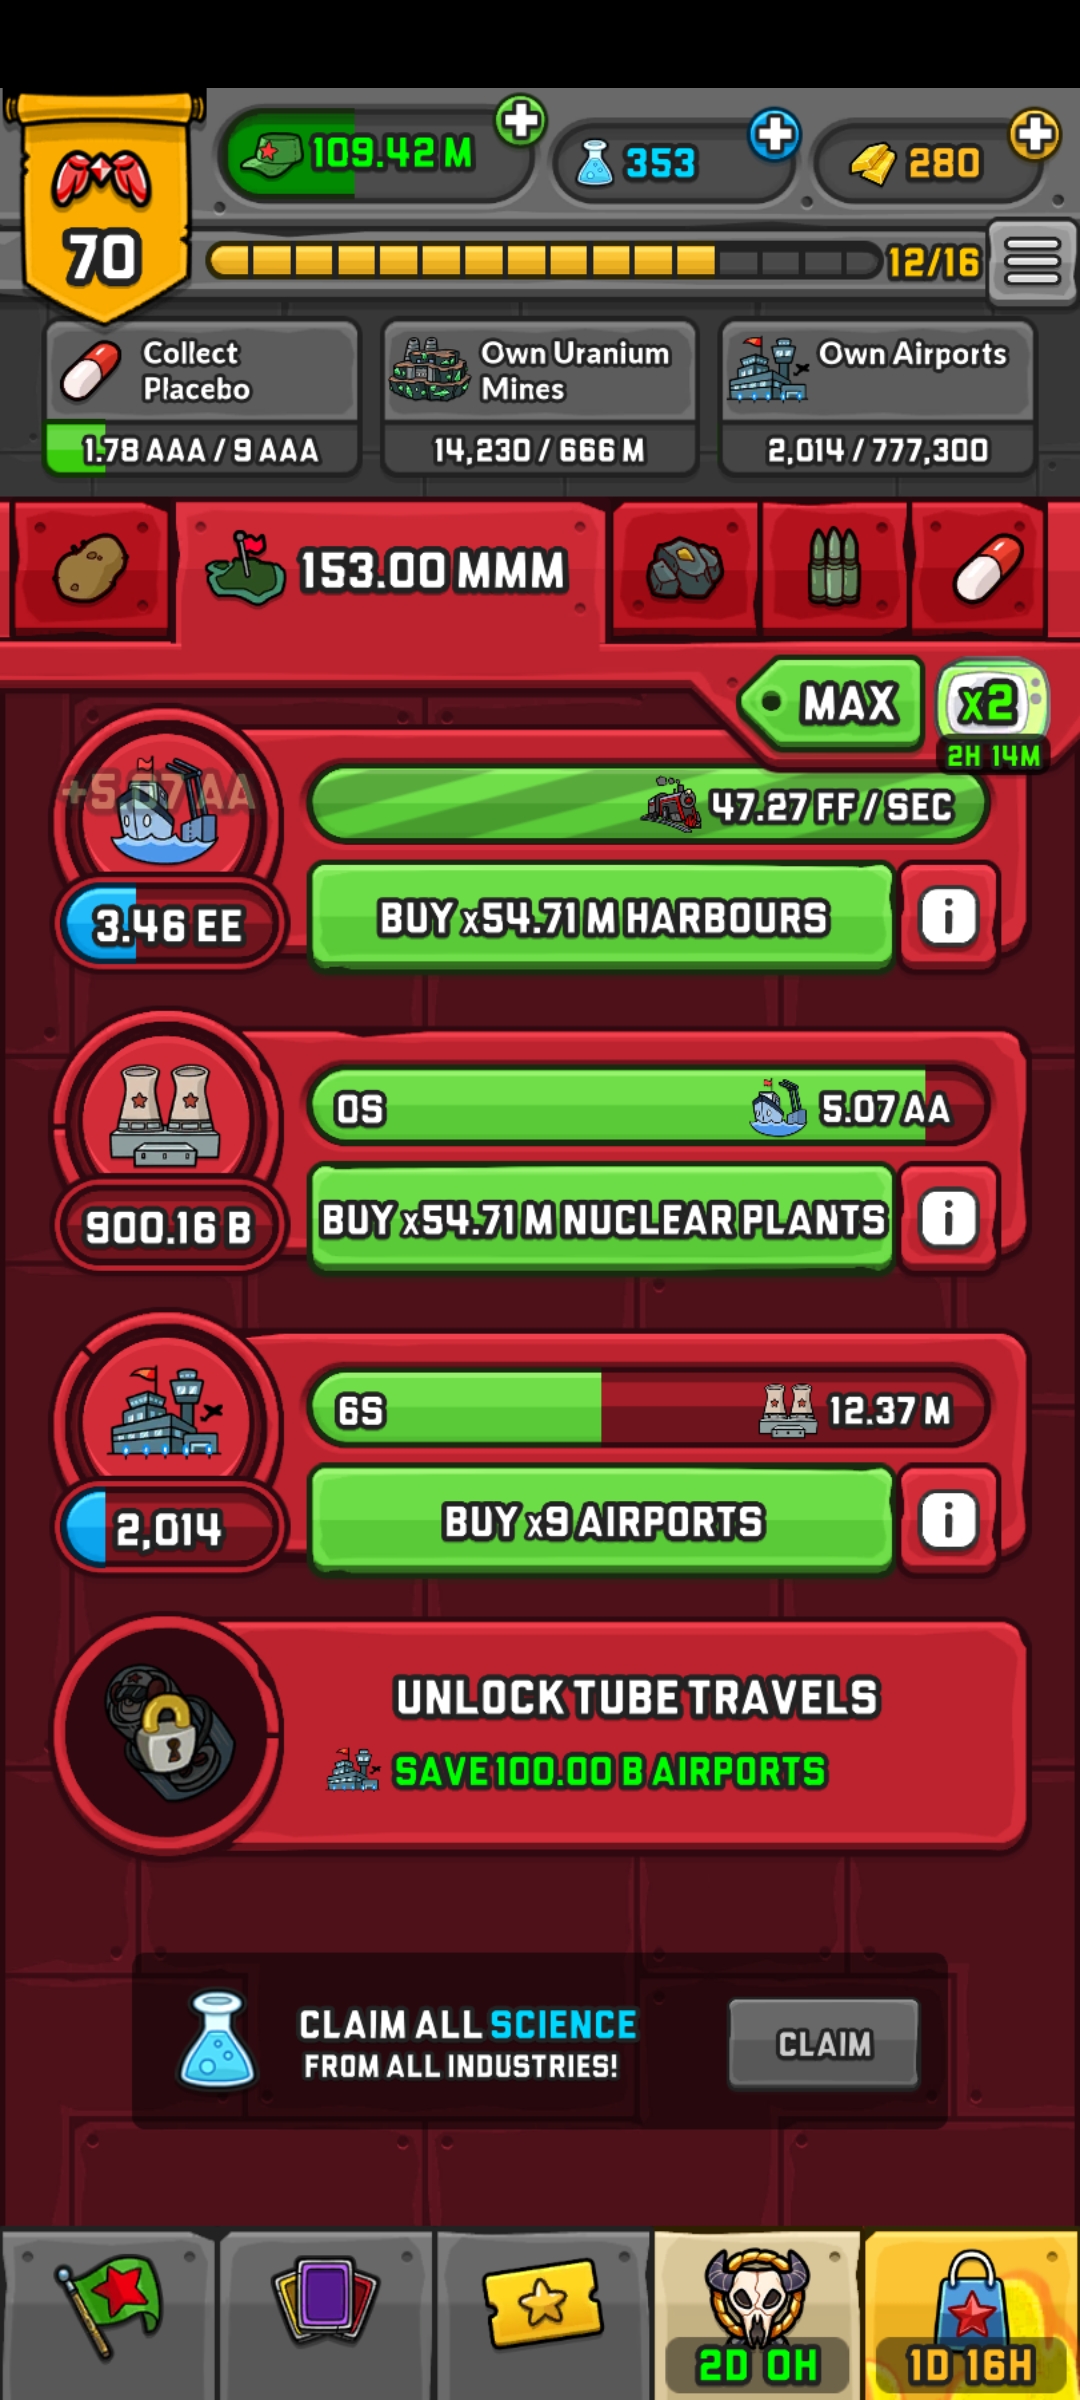 109.42 M
353
280
70
12/16
Collect
Placebo
1.78 AAA / 9 AAA
Own Uranium
Mines
14,230 / 666 M
Own Airports
2,014 / 777,300
153.00 MMM
MAX
x2
2H 14M
+5.07 AA
47.27 FF / SEC
3.46 EE
BUY x54.71 M HARBOURS
i
0S
5.07 AA
900.16 B
BUY x54.71 M NUCLEAR PLANTS
i
6S
12.37 M
2,014
BUY x9 AIRPORTS
i
UNLOCK TUBE TRAVELS
SAVE 100.00 B AIRPORTS
CLAIM ALL SCIENCE
FROM ALL INDUSTRIES!
CLAIM
2D 0H
1D 16H